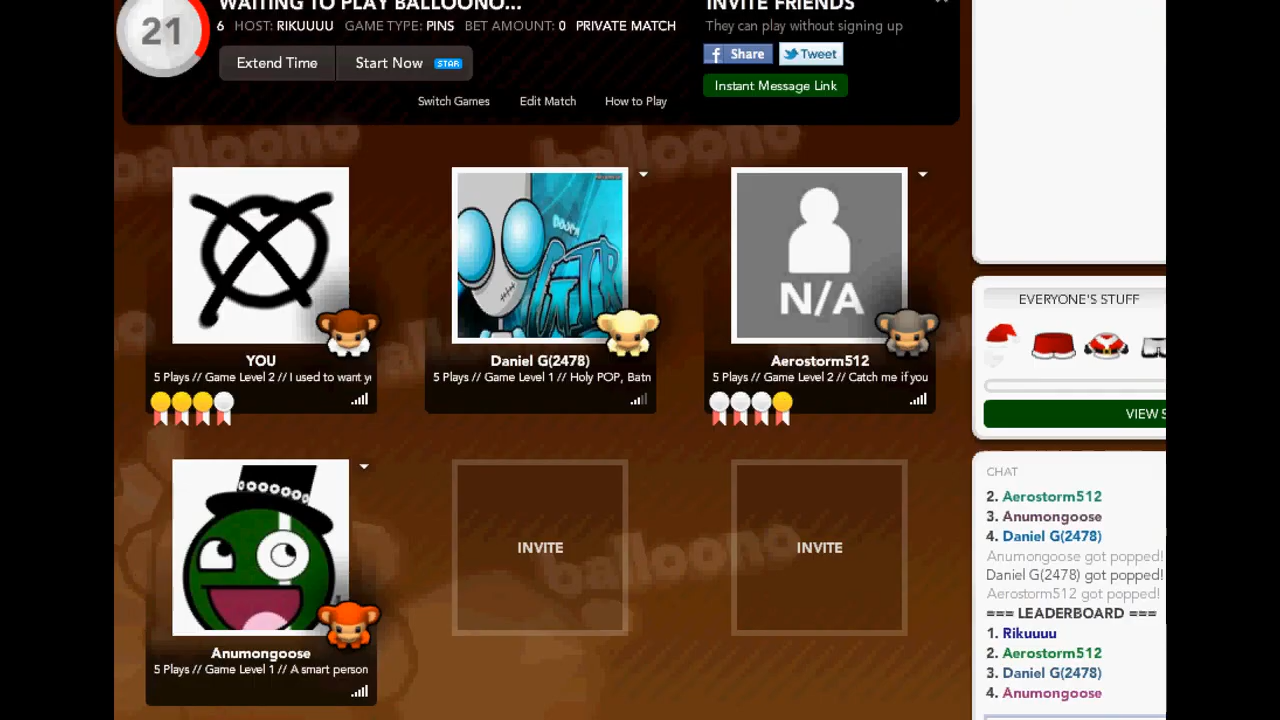 WAITING TO PLAY BALLOONO...
21
6 HOST: RIKUUUU GAME TYPE: PINS BET AMOUNT: 0 PRIVATE MATCH
Extend Time
Start Now STAR
Switch Games
Edit Match
How to Play
INVITE FRIENDS
They can play without signing up
f Share
Tweet
Instant Message Link
balloono
balloono
YOU
5 Plays // Game Level 2 // I used to want y
Daniel G(2478)
5 Plays // Game Level 1 // Holy POP, Batn
N/A
Aerostorm512
5 Plays // Game Level 2 // Catch me if you
Anumongoose
5 Plays // Game Level 1 // A smart person
INVITE
INVITE
balloono
EVERYONE'S STUFF
VIEW S
CHAT
2. Aerostorm512
3. Anumongoose
4. Daniel G(2478)
Anumongoose got popped!
Daniel G(2478) got popped!
Aerostorm512 got popped!
=== LEADERBOARD ===
1. Rikuuuu
2. Aerostorm512
3. Daniel G(2478)
4. Anumongoose